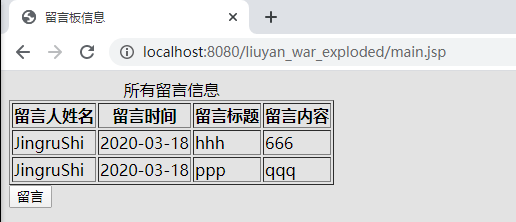 留言板信息
localhost:8080/liuyan_war_exploded/main.jsp
所有留言信息
留言人姓名 留言时间 留言标题 留言内容
JingruShi 2020-03-18 hhh 666
JingruShi 2020-03-18 ppp qqq
留言